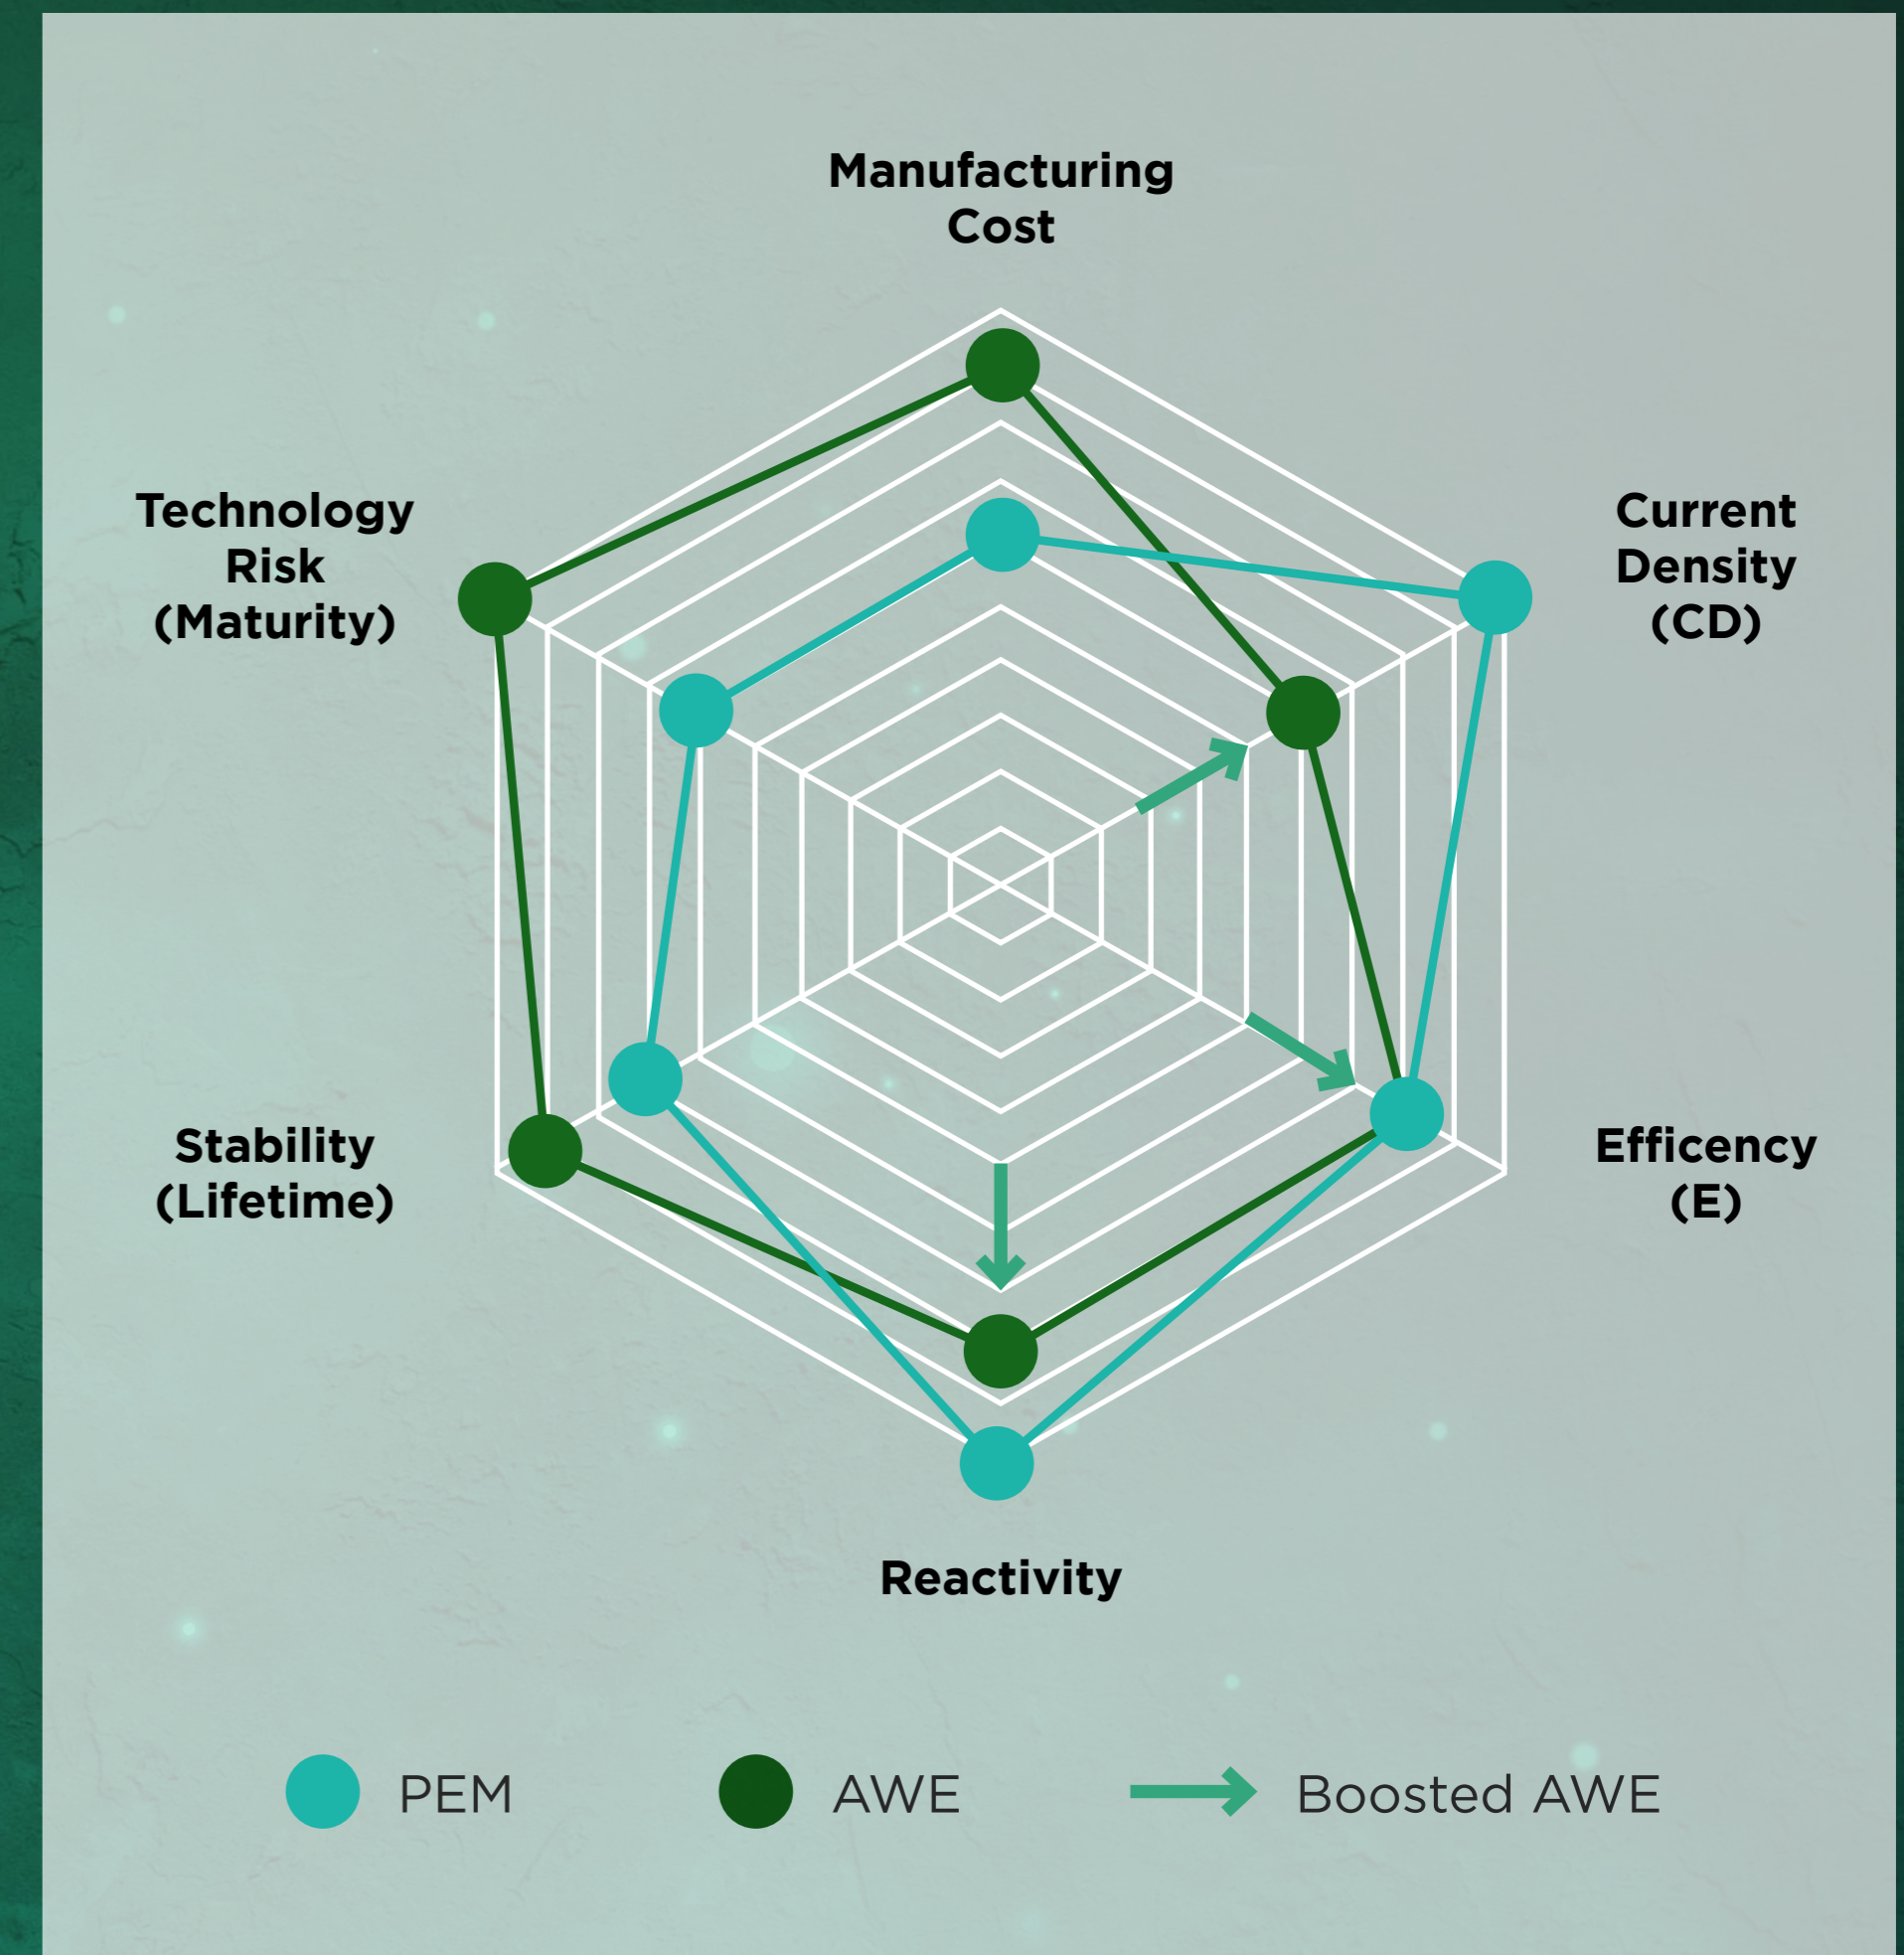 Manufacturing
Cost
Technology
Risk
(Maturity)
Current
Density
(CD)
Stability
(Lifetime)
Efficency
(E)
Reactivity
PEM
AWE
Boosted AWE